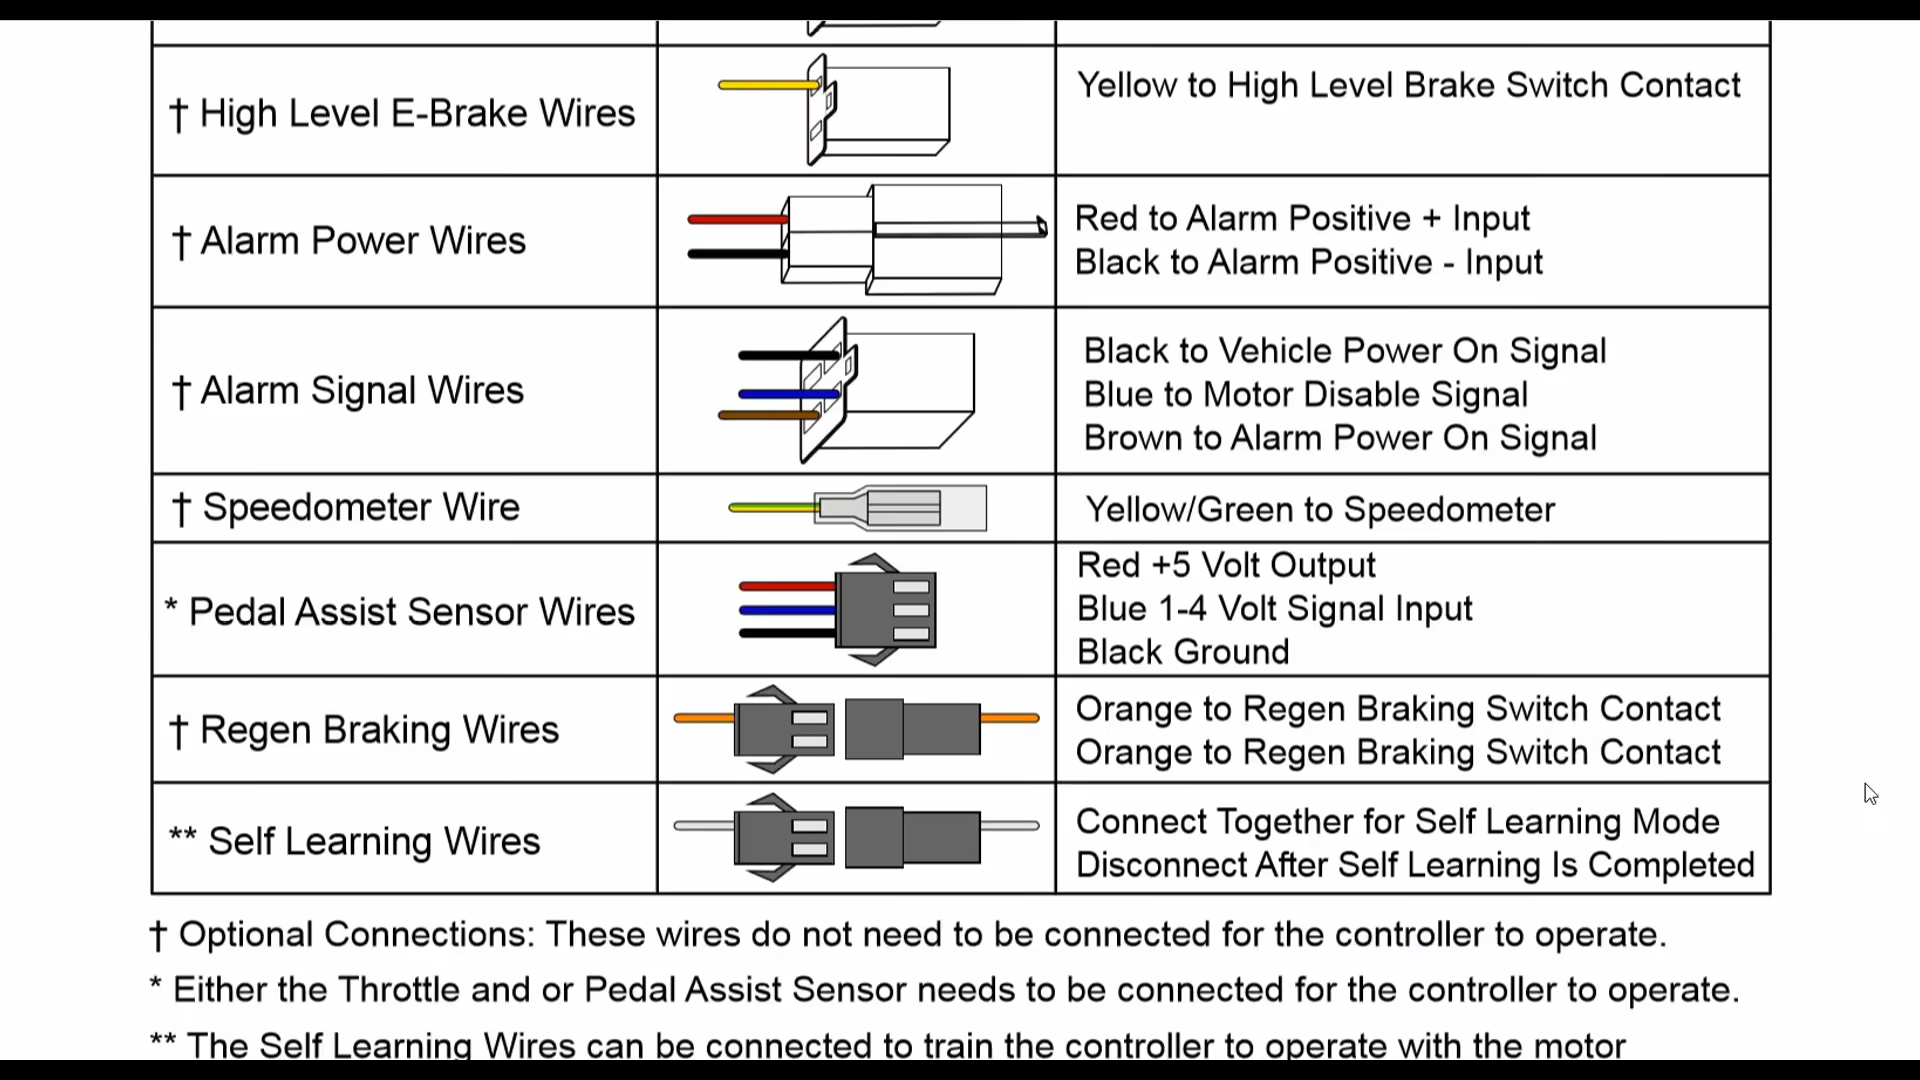 † High Level E-Brake Wires
Yellow to High Level Brake Switch Contact
† Alarm Power Wires
Red to Alarm Positive + Input
Black to Alarm Positive - Input
† Alarm Signal Wires
Black to Vehicle Power On Signal
Blue to Motor Disable Signal
Brown to Alarm Power On Signal
† Speedometer Wire
Yellow/Green to Speedometer
* Pedal Assist Sensor Wires
Red +5 Volt Output
Blue 1-4 Volt Signal Input
Black Ground
† Regen Braking Wires
Orange to Regen Braking Switch Contact
Orange to Regen Braking Switch Contact
** Self Learning Wires
Connect Together for Self Learning Mode
Disconnect After Self Learning Is Completed
† Optional Connections: These wires do not need to be connected for the controller to operate.
* Either the Throttle and or Pedal Assist Sensor needs to be connected for the controller to operate.
** The Self Learning Wires can be connected to train the controller to operate with the motor